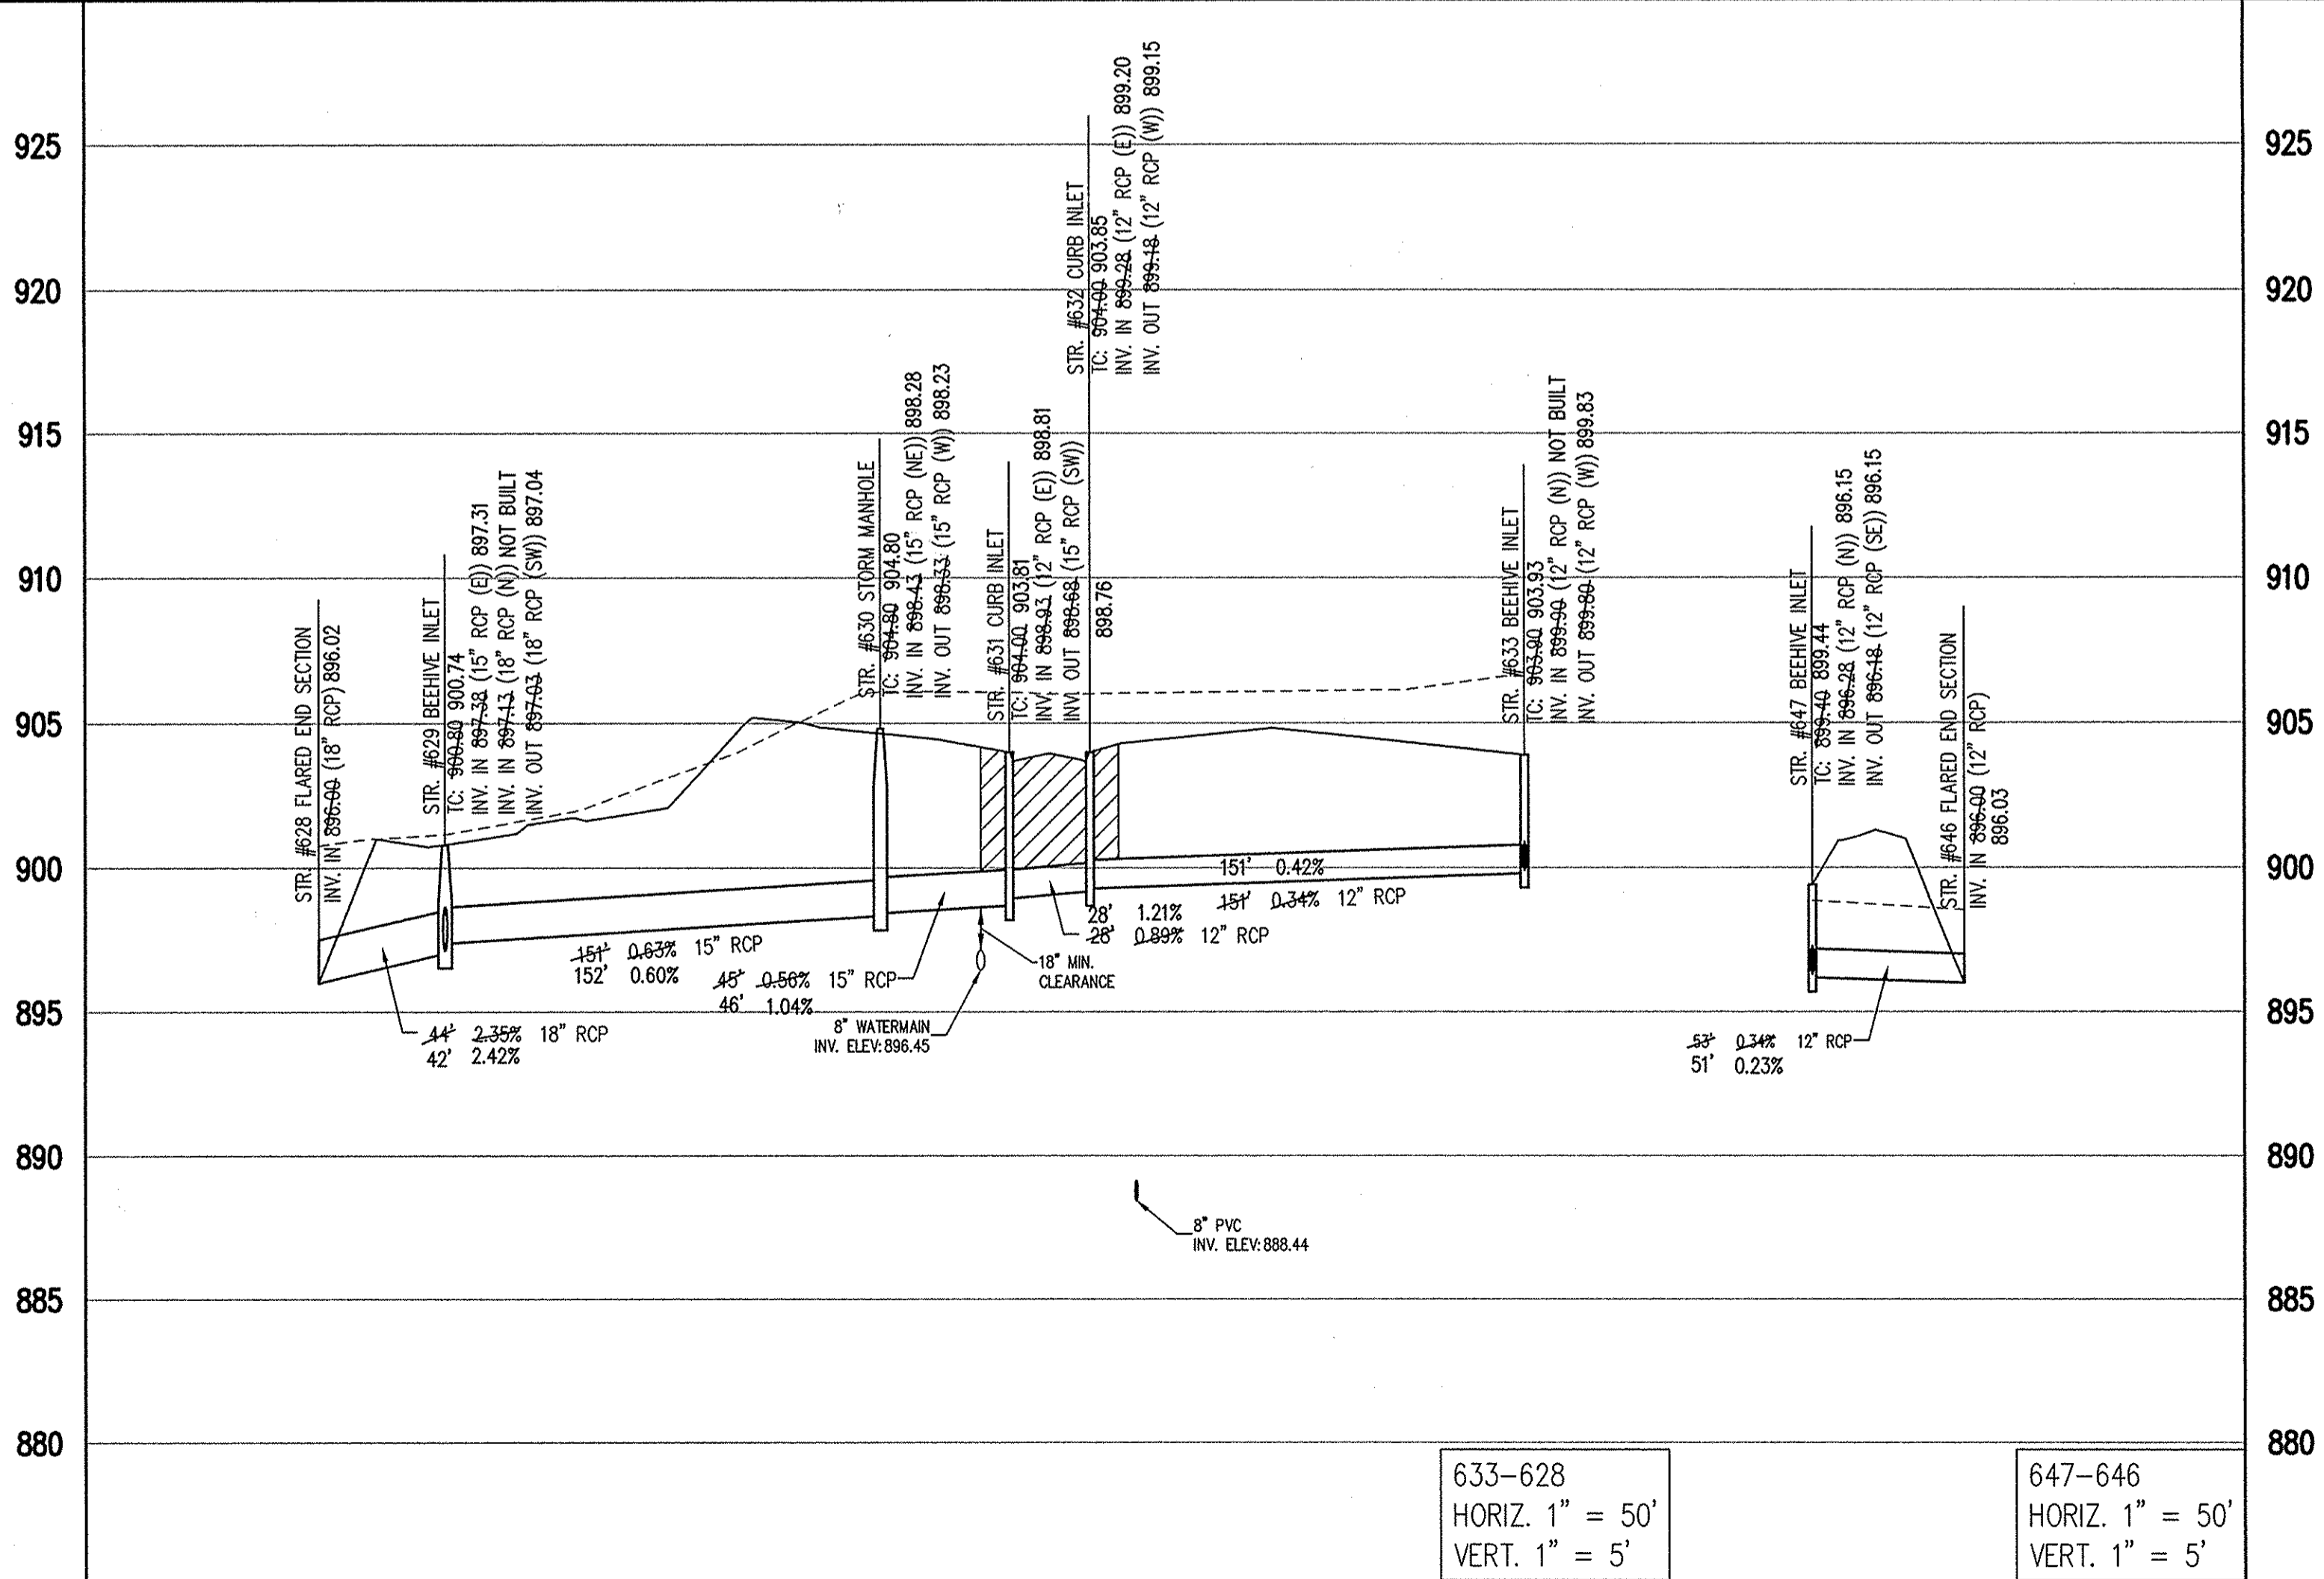 925
920
915
910
905
900
895
890
885
880
925
920
915
910
905
900
895
890
885
880
STR. #628 FLARED END SECTION
INV. IN 896.00 (18" RCP) 896.02
STR. #629 BEEHIVE INLET
TC: 900.80 900.74
INV. IN 897.38 (15" RCP (E)) 897.31
INV. IN 897.13 (18" RCP (N)) NOT BUILT
INV. OUT 897.03 (18" RCP (SW)) 897.04
STR. #630 STORM MANHOLE
TC: 904.80 904.80
INV. IN 898.43 (15" RCP (NE)) 898.28
INV. OUT 898.33 (15" RCP (W)) 898.23
STR. #631 CURB INLET
TC: 904.00 903.81
INV. IN 898.93 (12" RCP (E)) 898.81
INV. OUT 898.68 (15" RCP (SW))
898.76
STR. #632 CURB INLET
TC: 904.00 903.85
INV. IN 899.28 (12" RCP (E)) 899.20
INV. OUT 899.18 (12" RCP (W)) 899.15
STR. #633 BEEHIVE INLET
TC: 903.90 903.93
INV. IN 899.90 (12" RCP (N)) NOT BUILT
INV. OUT 899.80 (12" RCP (W)) 899.83
STR. #647 BEEHIVE INLET
TC: 899.40 899.44
INV. IN 896.28 (12" RCP (N)) 896.15
INV. OUT 896.18 (12" RCP (SE)) 896.15
STR. #646 FLARED END SECTION
INV. IN 896.00 (12" RCP)
896.03
44' 2.35% 18" RCP
42' 2.42%
151' 0.63% 15" RCP
152' 0.60%
45' 0.56% 15" RCP
46' 1.04%
8" WATERMAIN
INV. ELEV: 896.45
18" MIN.
CLEARANCE
28' 1.21%
28' 0.89% 12" RCP
151' 0.42%
151' 0.34% 12" RCP
53' 0.34% 12" RCP
51' 0.23%
8" PVC
INV. ELEV: 888.44
633-628
HORIZ. 1" = 50'
VERT. 1" = 5'
647-646
HORIZ. 1" = 50'
VERT. 1" = 5'